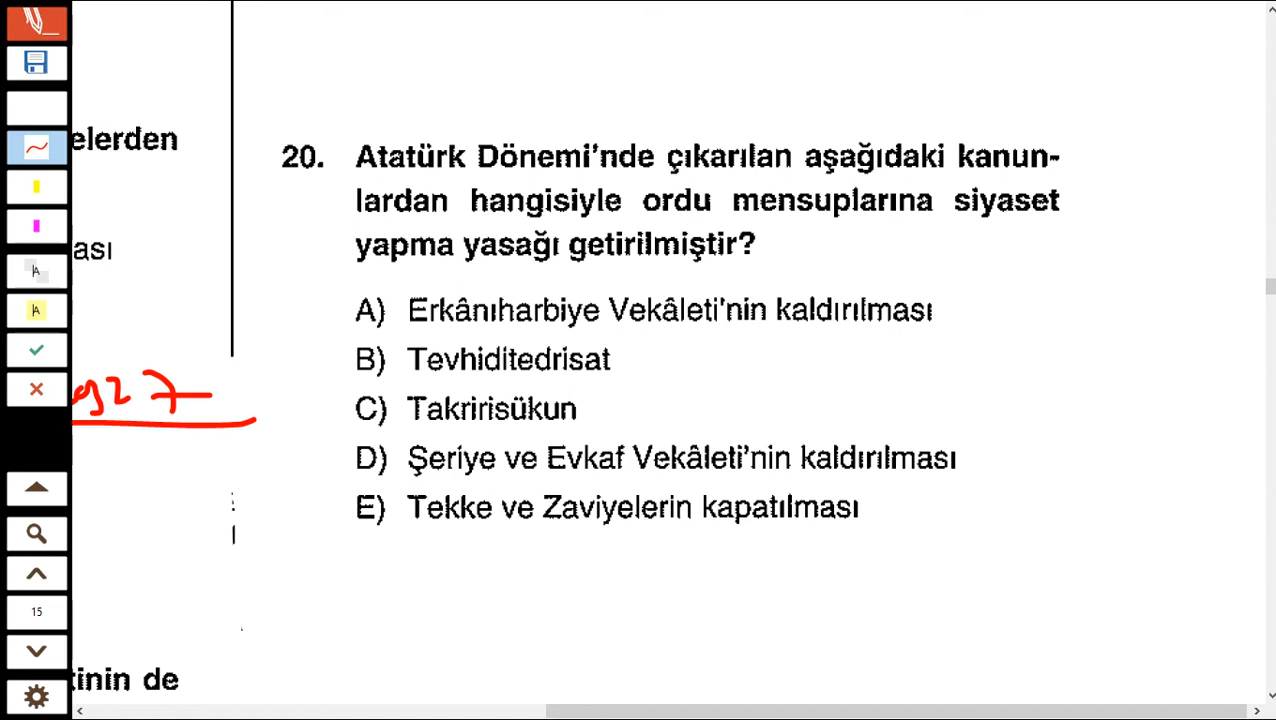 elerden
ası
927
tinin de
20. Atatürk Dönemi'nde çıkarılan aşağıdaki kanun-
lardan hangisiyle ordu mensuplarına siyaset
yapma yasağı getirilmiştir?
A) Erkânıharbiye Vekâleti'nin kaldırılması
B) Tevhiditedrisat
C) Takririsükun
D) Şeriye ve Evkaf Vekâleti'nin kaldırılması
E) Tekke ve Zaviyelerin kapatılması
15